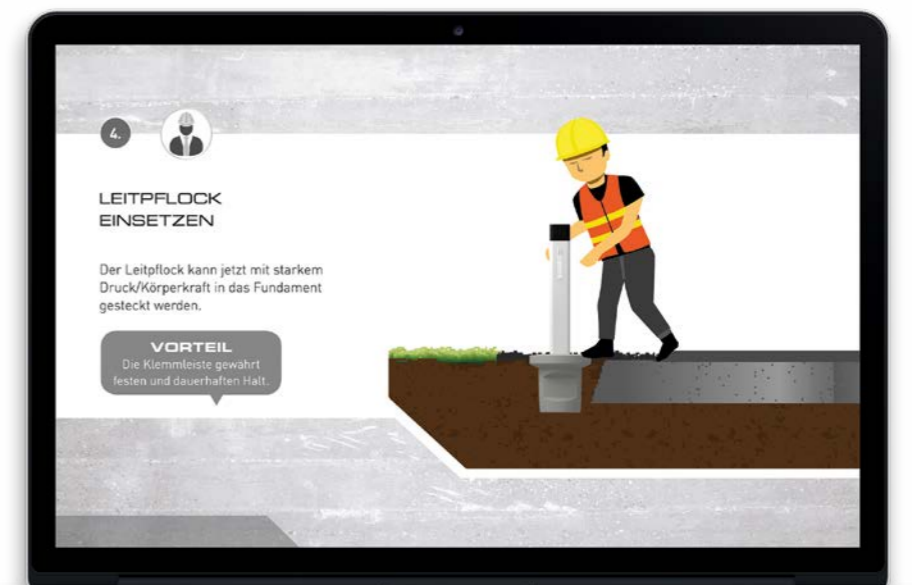 4.
LEITPFLOCK
EINSETZEN
Der Leitpflock kann jetzt mit starkem
Druck/Körperkraft in das Fundament
gesteckt werden.
VORTEIL
Die Klemmleiste gewährt
festen und dauerhaften Halt.